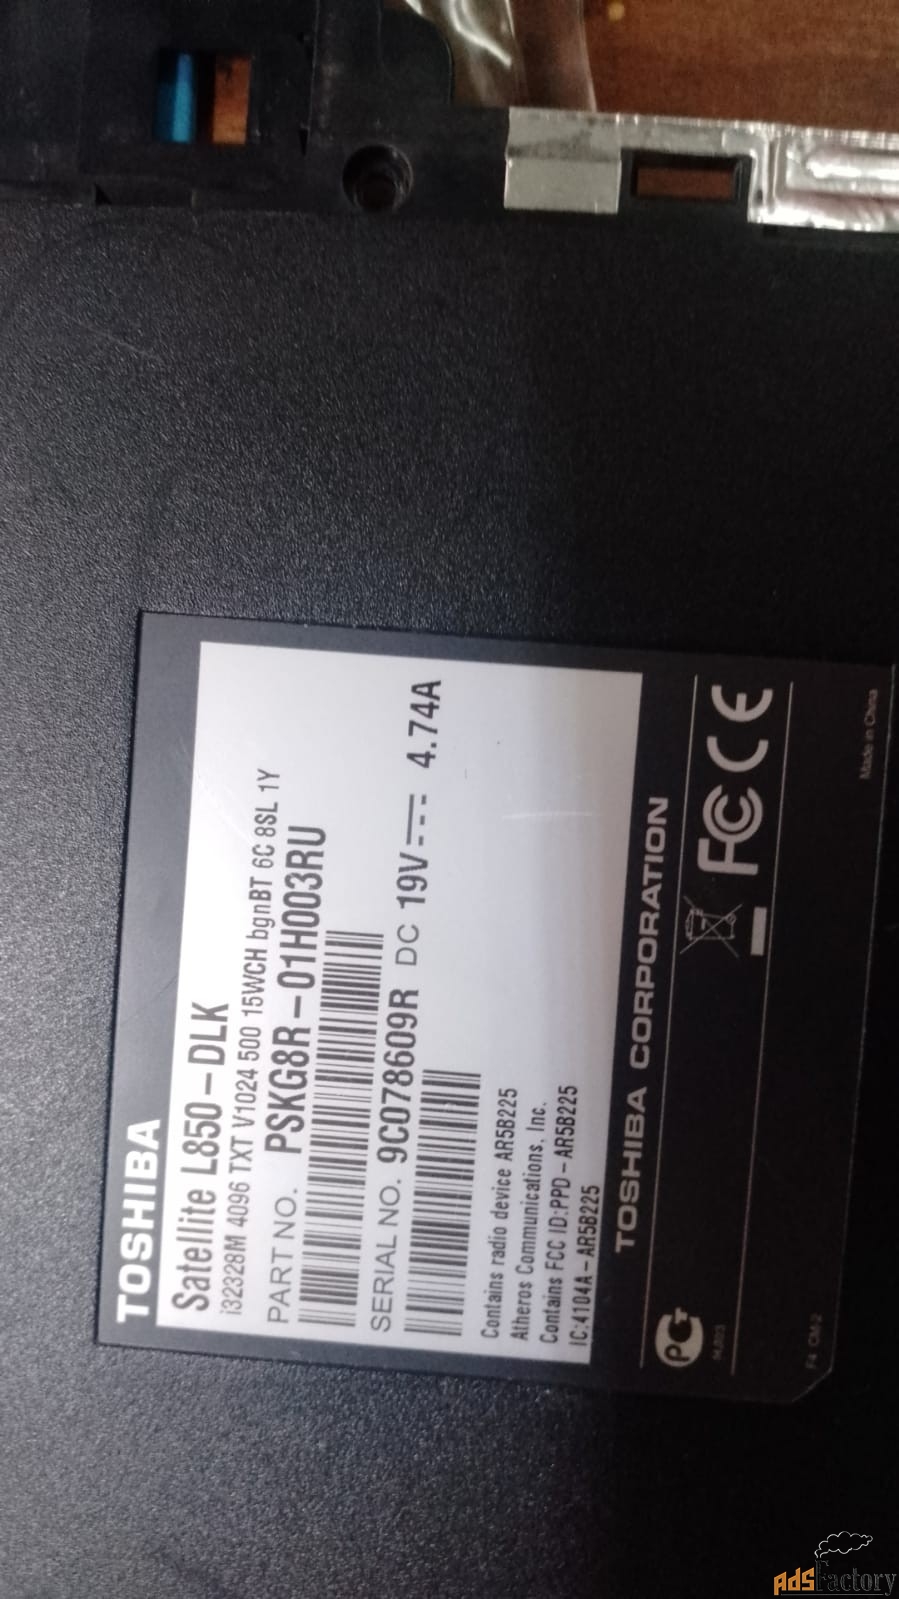 TOSHIBA
Satellite L850-DLK
i32328M 4096 TXT V1024 500 15WCH bgnBT 6C 8SL 1Y
PART NO. PSKG8R-01H003RU
SERIAL NO. 9C078609R DC 19V 4.74A
Contains radio device AR5B225
Atheros Communications, Inc.
Contains FCC ID:PPD-AR5B225
IC:4104A-AR5B225
TOSHIBA CORPORATION
FC CE
Made in China
AdsFactory